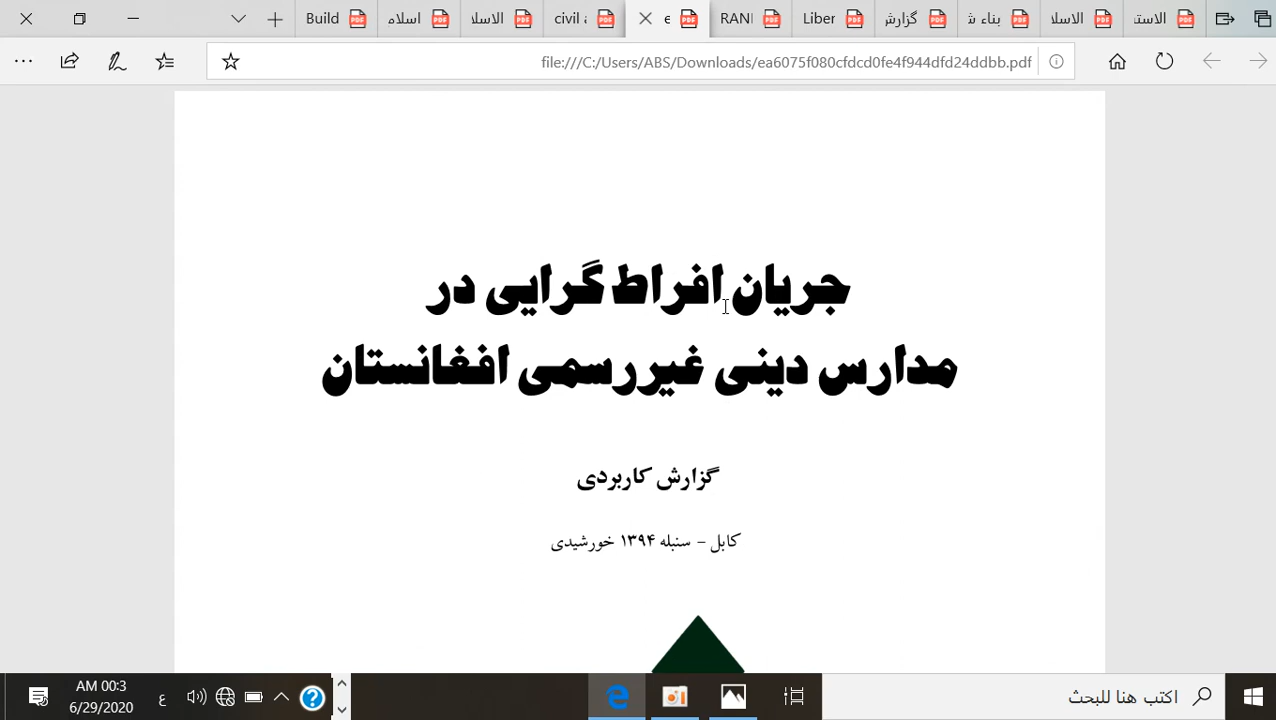 Build
اسلام
الاسلا
civil a
e
RANI
Liber
گزارش
بناء ش
الاسلا
الاستر
file:///C:/Users/ABS/Downloads/ea6075f080cfdcd0fe4f944dfd24ddbb.pdf
جریان افراط گرایی در
مدارس دینی غیررسمی افغانستان
گزارش کاربردی
کابل – سنبله ۱۳۹۴ خورشیدی
AM 00:3
6/29/2020
ع
اكتب هنا للبحث